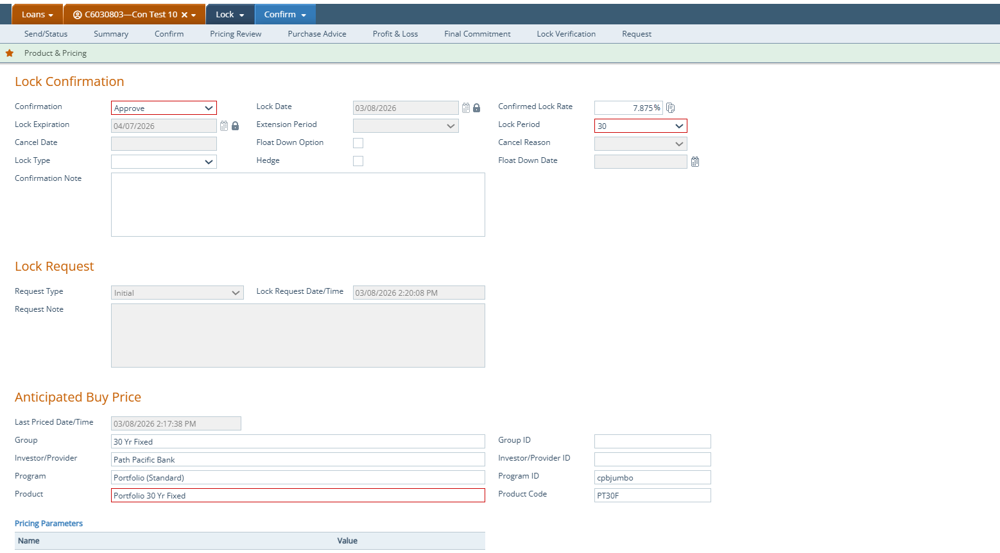 Loans C6030803—Con Test 10 Lock Confirm
Send/Status Summary Confirm Pricing Review Purchase Advice Profit & Loss Final Commitment Lock Verification Request
Product & Pricing
Lock Confirmation
Confirmation Approve Lock Date 03/08/2026 Confirmed Lock Rate 7.875%
Lock Expiration 04/07/2026 Extension Period Lock Period 30
Cancel Date Float Down Option Cancel Reason
Lock Type Hedge Float Down Date
Confirmation Note
Lock Request
Request Type Initial Lock Request Date/Time 03/08/2026 2:20:08 PM
Request Note
Anticipated Buy Price
Last Priced Date/Time 03/08/2026 2:17:38 PM
Group 30 Yr Fixed Group ID
Investor/Provider Path Pacific Bank Investor/Provider ID
Program Portfolio (Standard) Program ID cpbjumbo
Product Portfolio 30 Yr Fixed Product Code PT30F
Pricing Parameters
Name Value